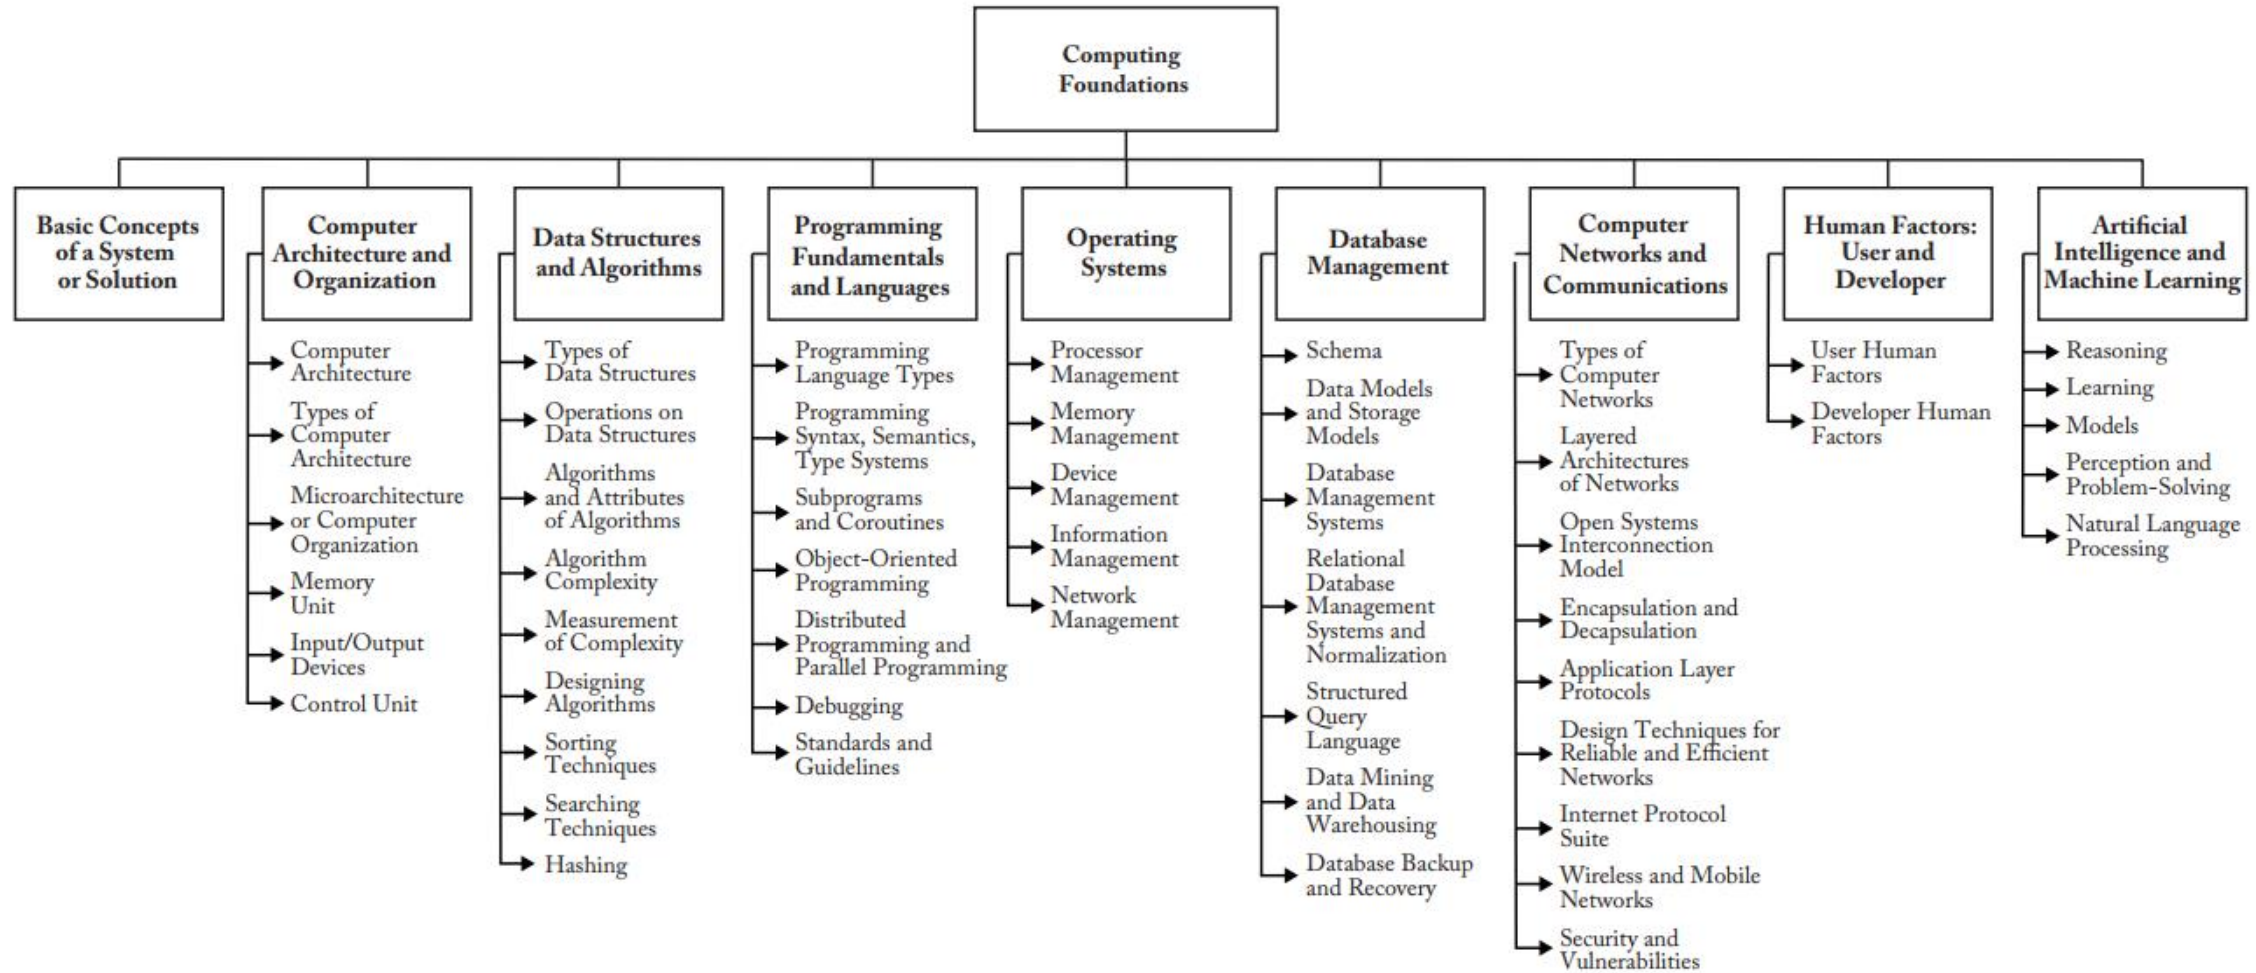 Computing
Foundations
Basic Concepts
of a System
or Solution
Computer
Architecture and
Organization
Computer
Architecture
Types of
Computer
Architecture
Microarchitecture
or Computer
Organization
Memory
Unit
Input/Output
Devices
Control Unit
Data Structures
and Algorithms
Types of
Data Structures
Operations on
Data Structures
Algorithms
and Attributes
of Algorithms
Algorithm
Complexity
Measurement
of Complexity
Designing
Algorithms
Sorting
Techniques
Searching
Techniques
Hashing
Programming
Fundamentals
and Languages
Programming
Language Types
Programming
Syntax, Semantics,
Type Systems
Subprograms
and Coroutines
Object-Oriented
Programming
Distributed
Programming and
Parallel Programming
Debugging
Standards and
Guidelines
Operating
Systems
Processor
Management
Memory
Management
Device
Management
Information
Management
Network
Management
Database
Management
Schema
Data Models
and Storage
Models
Database
Management
Systems
Relational
Database
Management
Systems and
Normalization
Structured
Query
Language
Data Mining
and Data
Warehousing
Database Backup
and Recovery
Computer
Networks and
Communications
Types of
Computer
Networks
Layered
Architectures
of Networks
Open Systems
Interconnection
Model
Encapsulation and
Decapsulation
Application Layer
Protocols
Design Techniques for
Reliable and Efficient
Networks
Internet Protocol
Suite
Wireless and Mobile
Networks
Security and
Vulnerabilities
Human Factors:
User and
Developer
User Human
Factors
Developer Human
Factors
Artificial
Intelligence and
Machine Learning
Reasoning
Learning
Models
Perception and
Problem-Solving
Natural Language
Processing